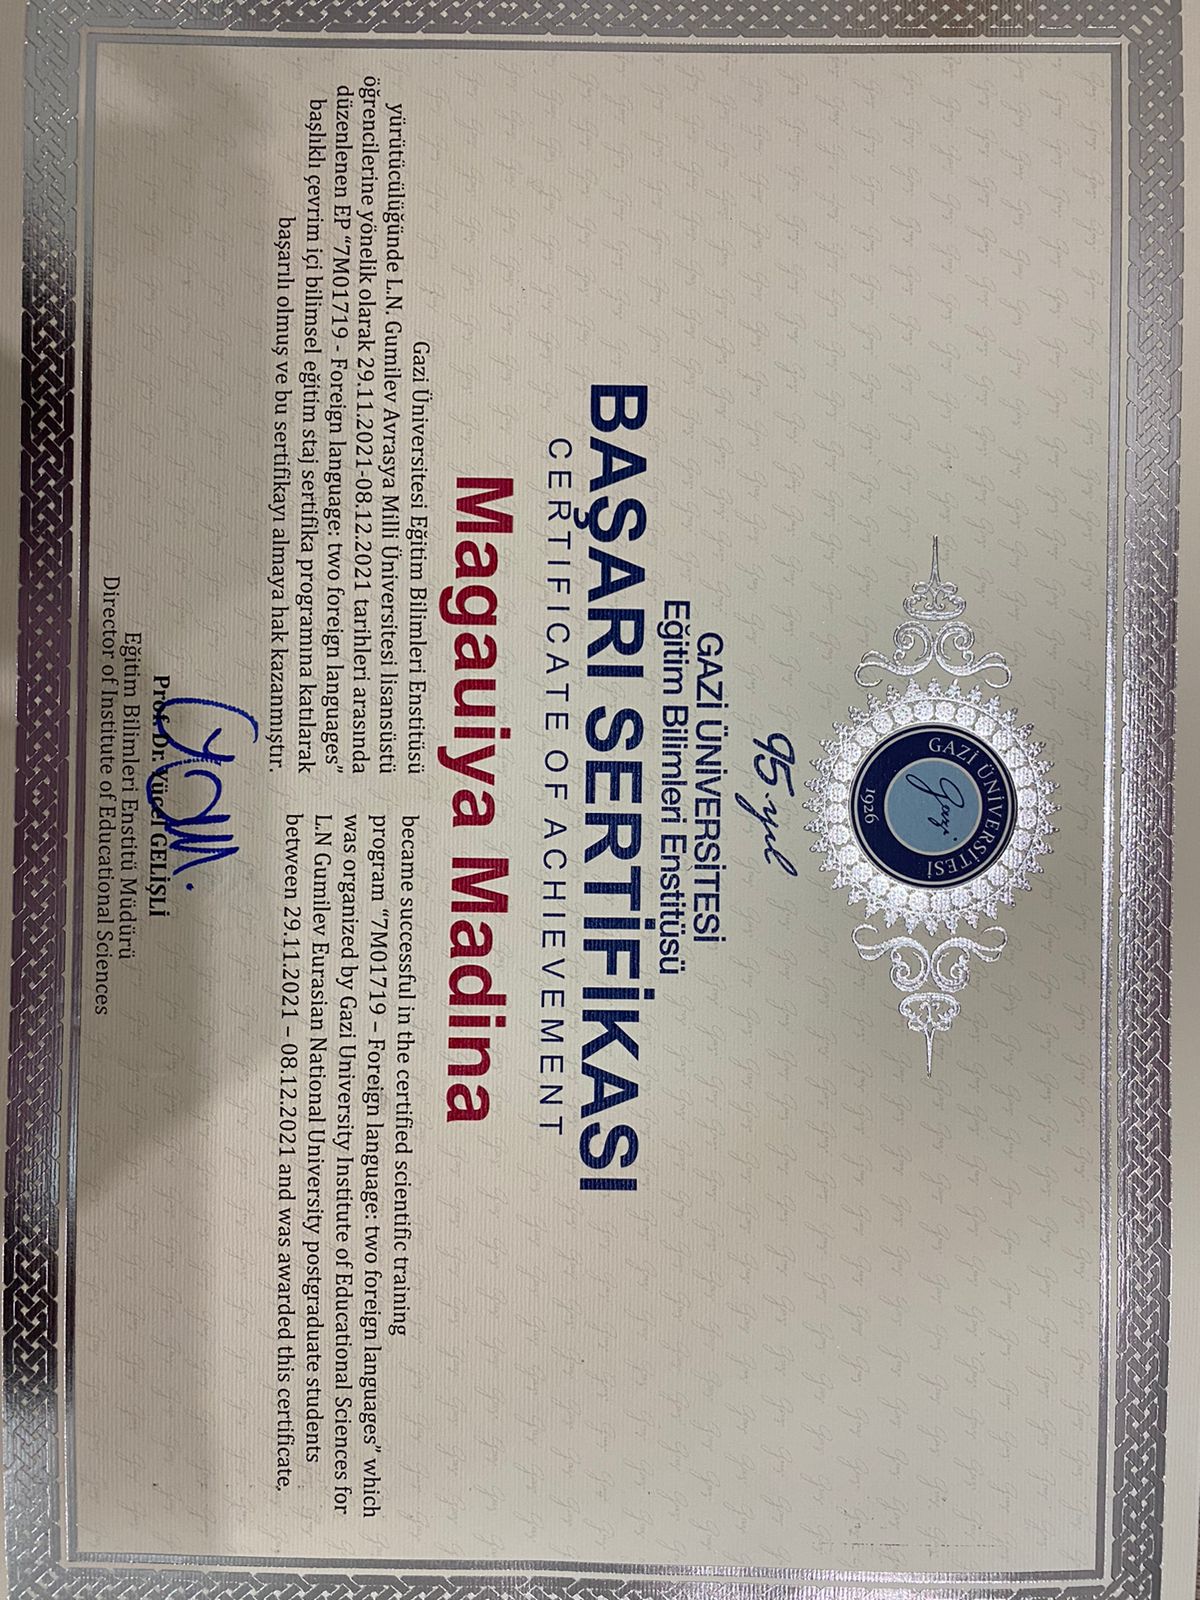 GAZİ ÜNİVERSİTESİ
Gazi
1926
95. yıl
GAZİ ÜNİVERSİTESİ
Eğitim Bilimleri Enstitüsü
BAŞARI SERTİFİKASI
CERTIFICATE OF ACHIEVEMENT
Magauiya Madina
Gazi Üniversitesi Eğitim Bilimleri Enstitüsü
yürütücülüğünde L.N. Gumilev Avrasya Milli Üniversitesi lisansüstü
öğrencilerine yönelik olarak 29.11.2021-08.12.2021 tarihleri arasında
düzenlenen EP “7M01719 - Foreign language: two foreign languages”
başlıklı çevrim içi bilimsel eğitim staj sertifika programına katılarak
başarılı olmuş ve bu sertifikayı almaya hak kazanmıştır.
became successful in the certified scientific training
program “7M01719 – Foreign language: two foreign languages” which
was organized by Gazi University Institute of Educational Sciences for
L.N Gumilev Eurasian National University postgraduate students
between 29.11.2021 – 08.12.2021 and was awarded this certificate.
Prof. Dr. Yücel GELİŞLİ
Eğitim Bilimleri Enstitü Müdürü
Director of Institute of Educational Sciences